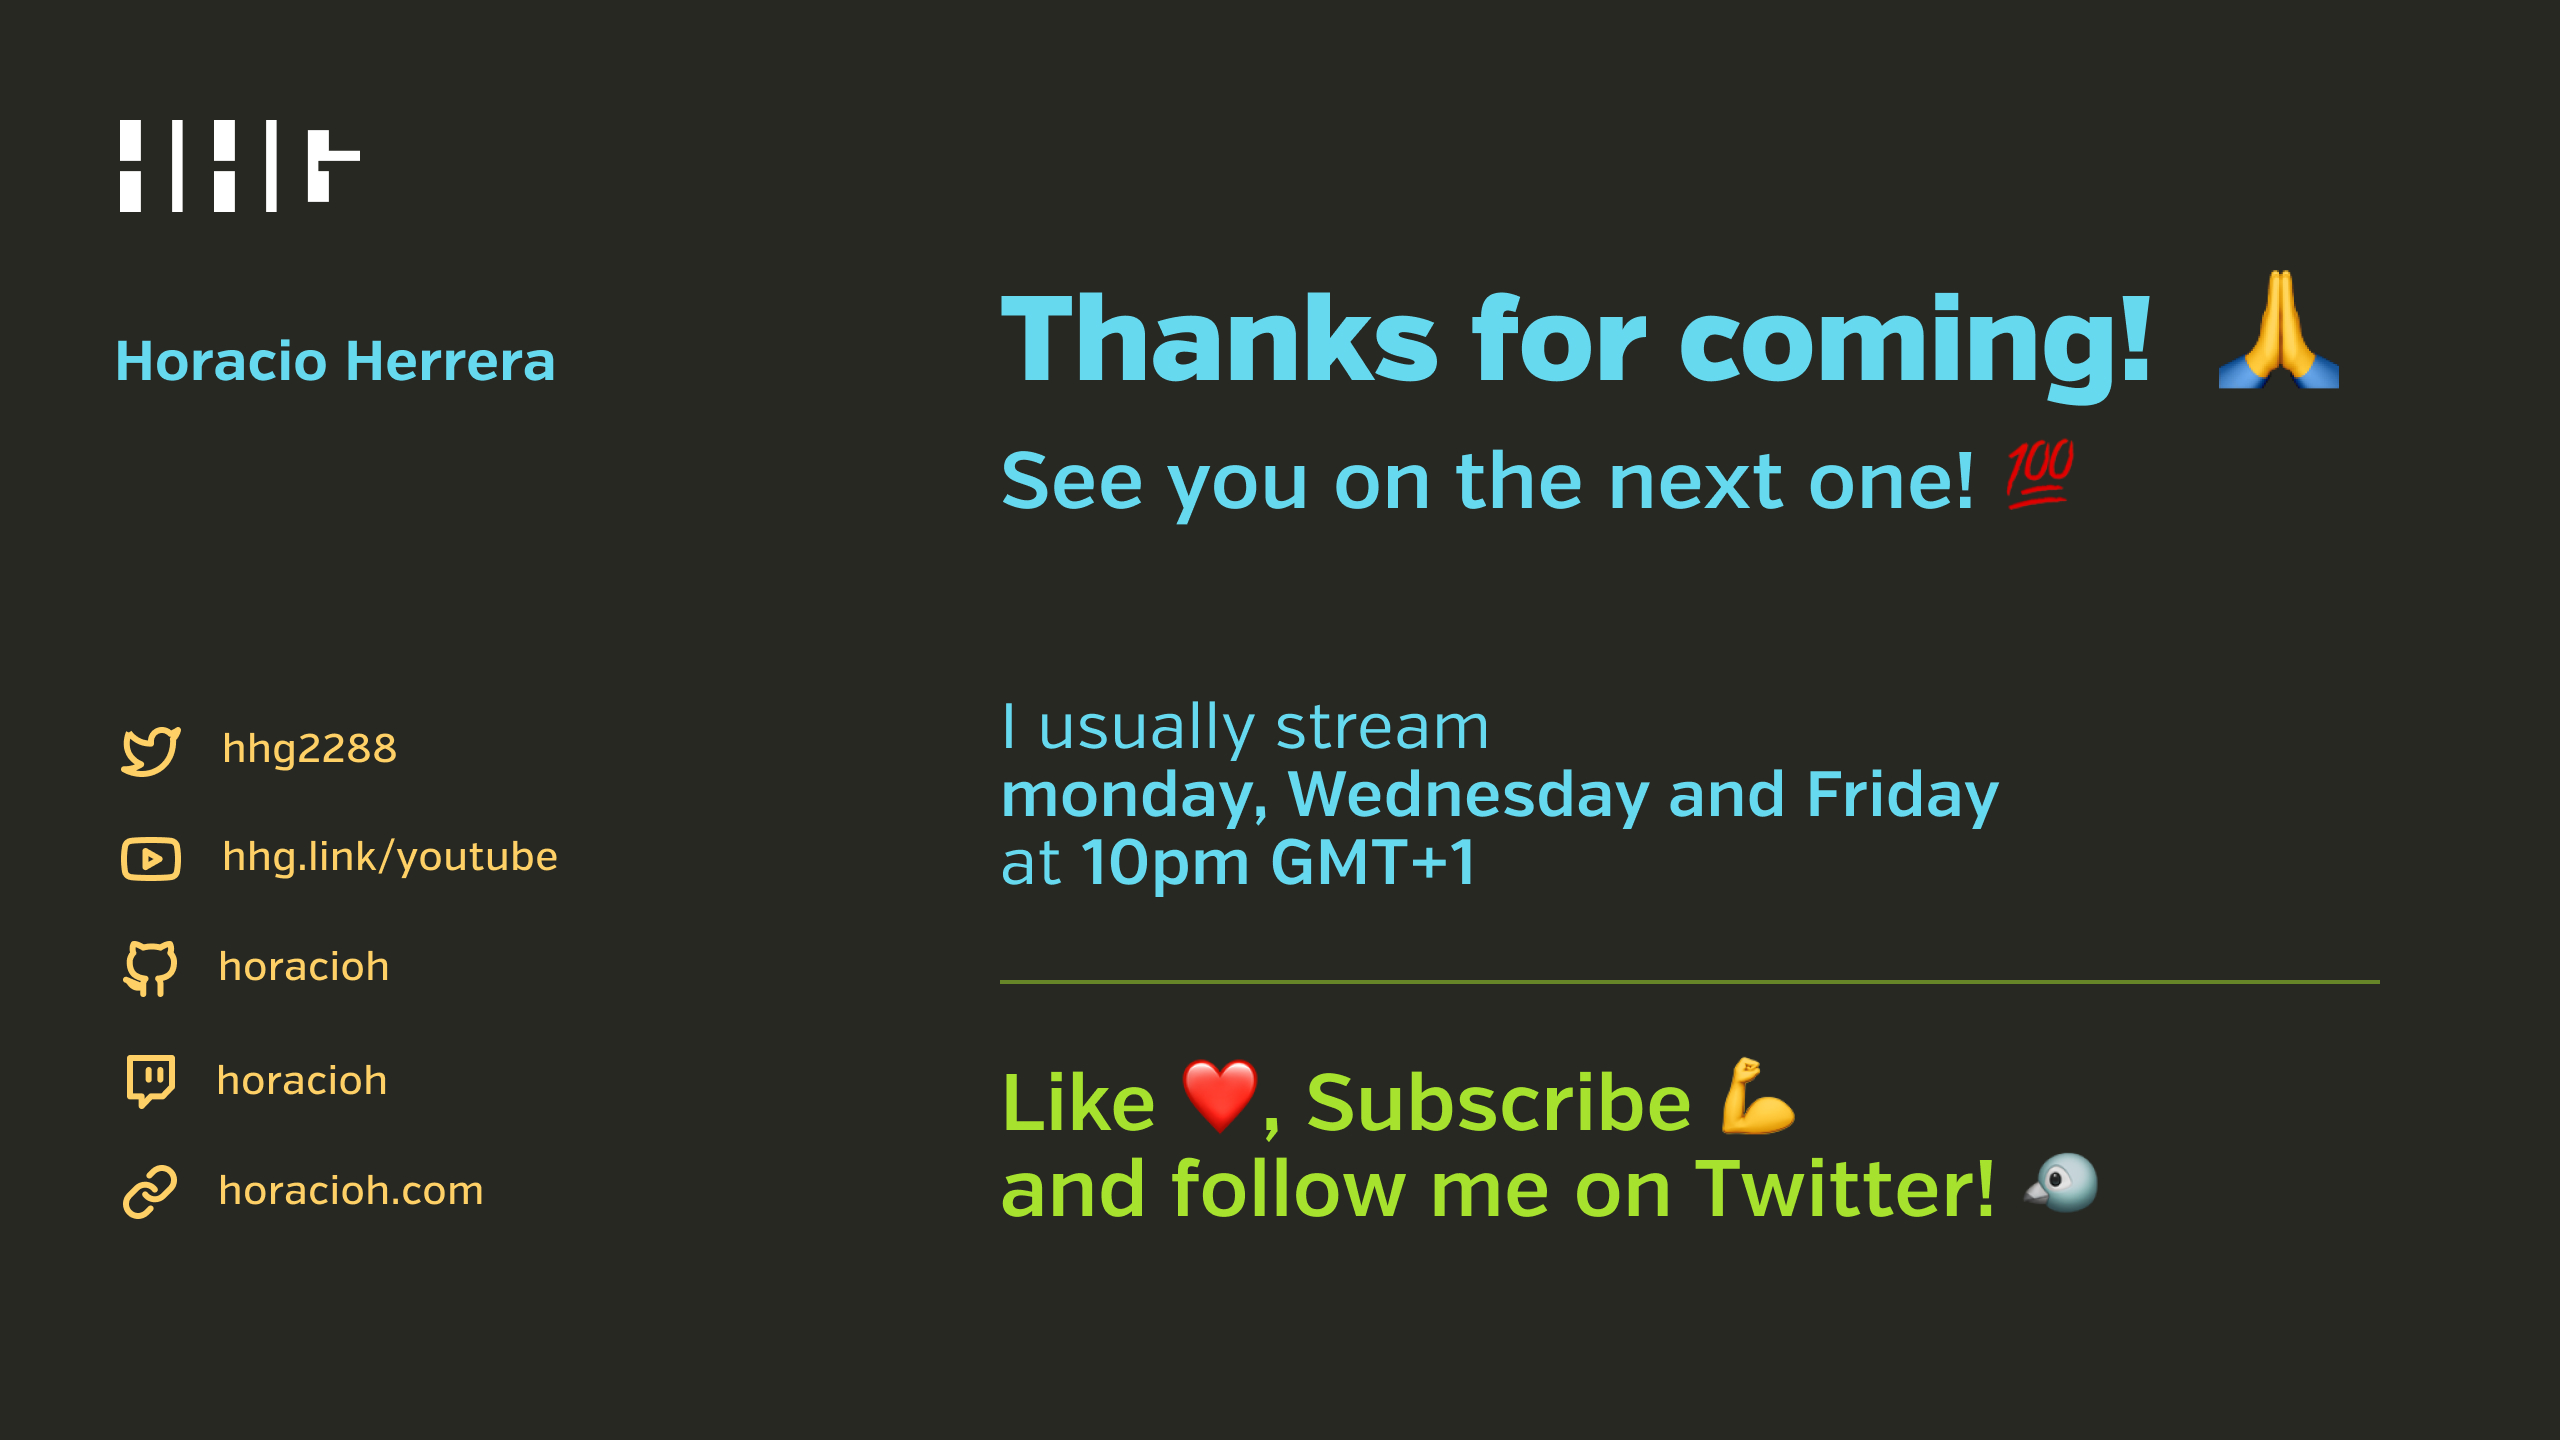 Horacio Herrera
hhg2288
hhg.link/youtube
horacioh
horacioh
horacioh.com
Thanks for coming! 🙏
See you on the next one! 💯
I usually stream
monday, Wednesday and Friday
at 10pm GMT+1
Like ❤️, Subscribe 💪
and follow me on Twitter! 🐦